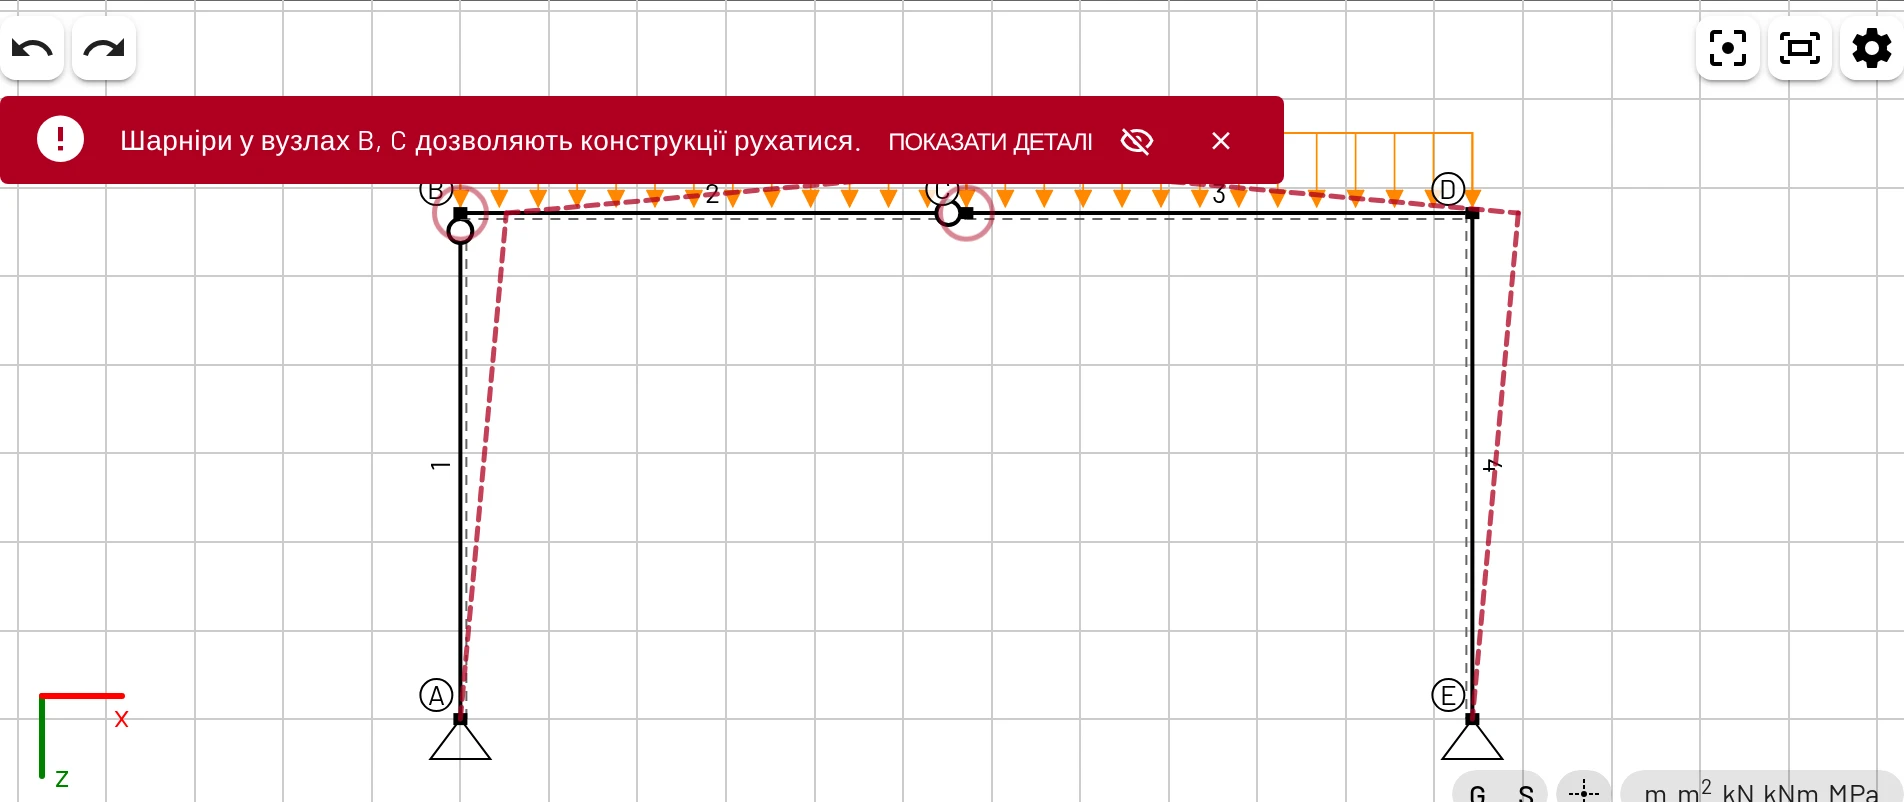 Шарніри у вузлах B, C дозволяють конструкції рухатися. ПОКАЗАТИ ДЕТАЛІ
B 2 C 3 D
1 4
A E
x
z
G S m m² kN kNm MPa